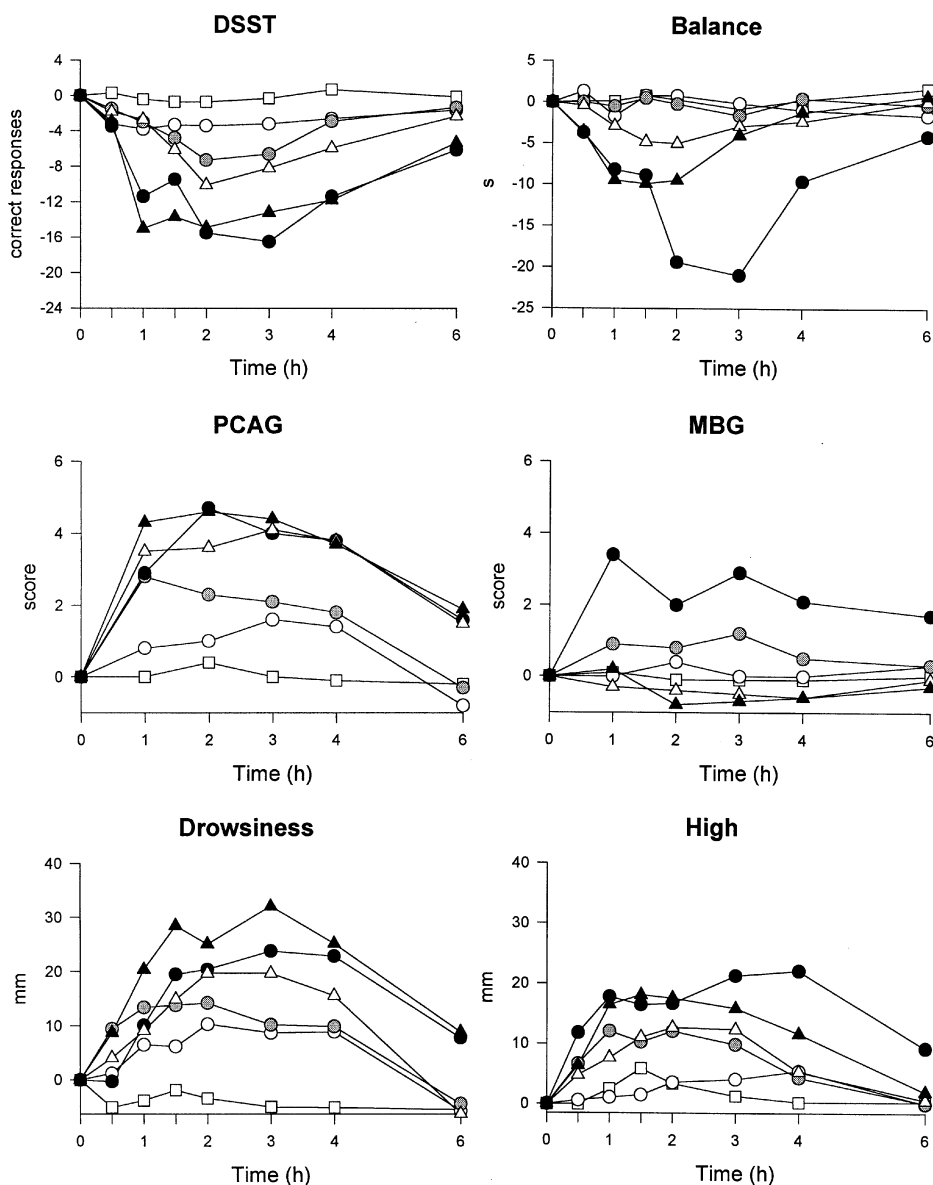 DSST
4
0
-4
-8
-12
-16
-20
-24
correct responses
0 1 2 3 4 6
Time (h)
Balance
5
0
-5
-10
-15
-20
-25
s
0 1 2 3 4 6
Time (h)
PCAG
6
4
2
0
score
0 1 2 3 4 6
Time (h)
MBG
6
4
2
0
score
0 1 2 3 4 6
Time (h)
Drowsiness
40
30
20
10
0
mm
0 1 2 3 4 6
Time (h)
High
40
30
20
10
0
mm
0 1 2 3 4 6
Time (h)